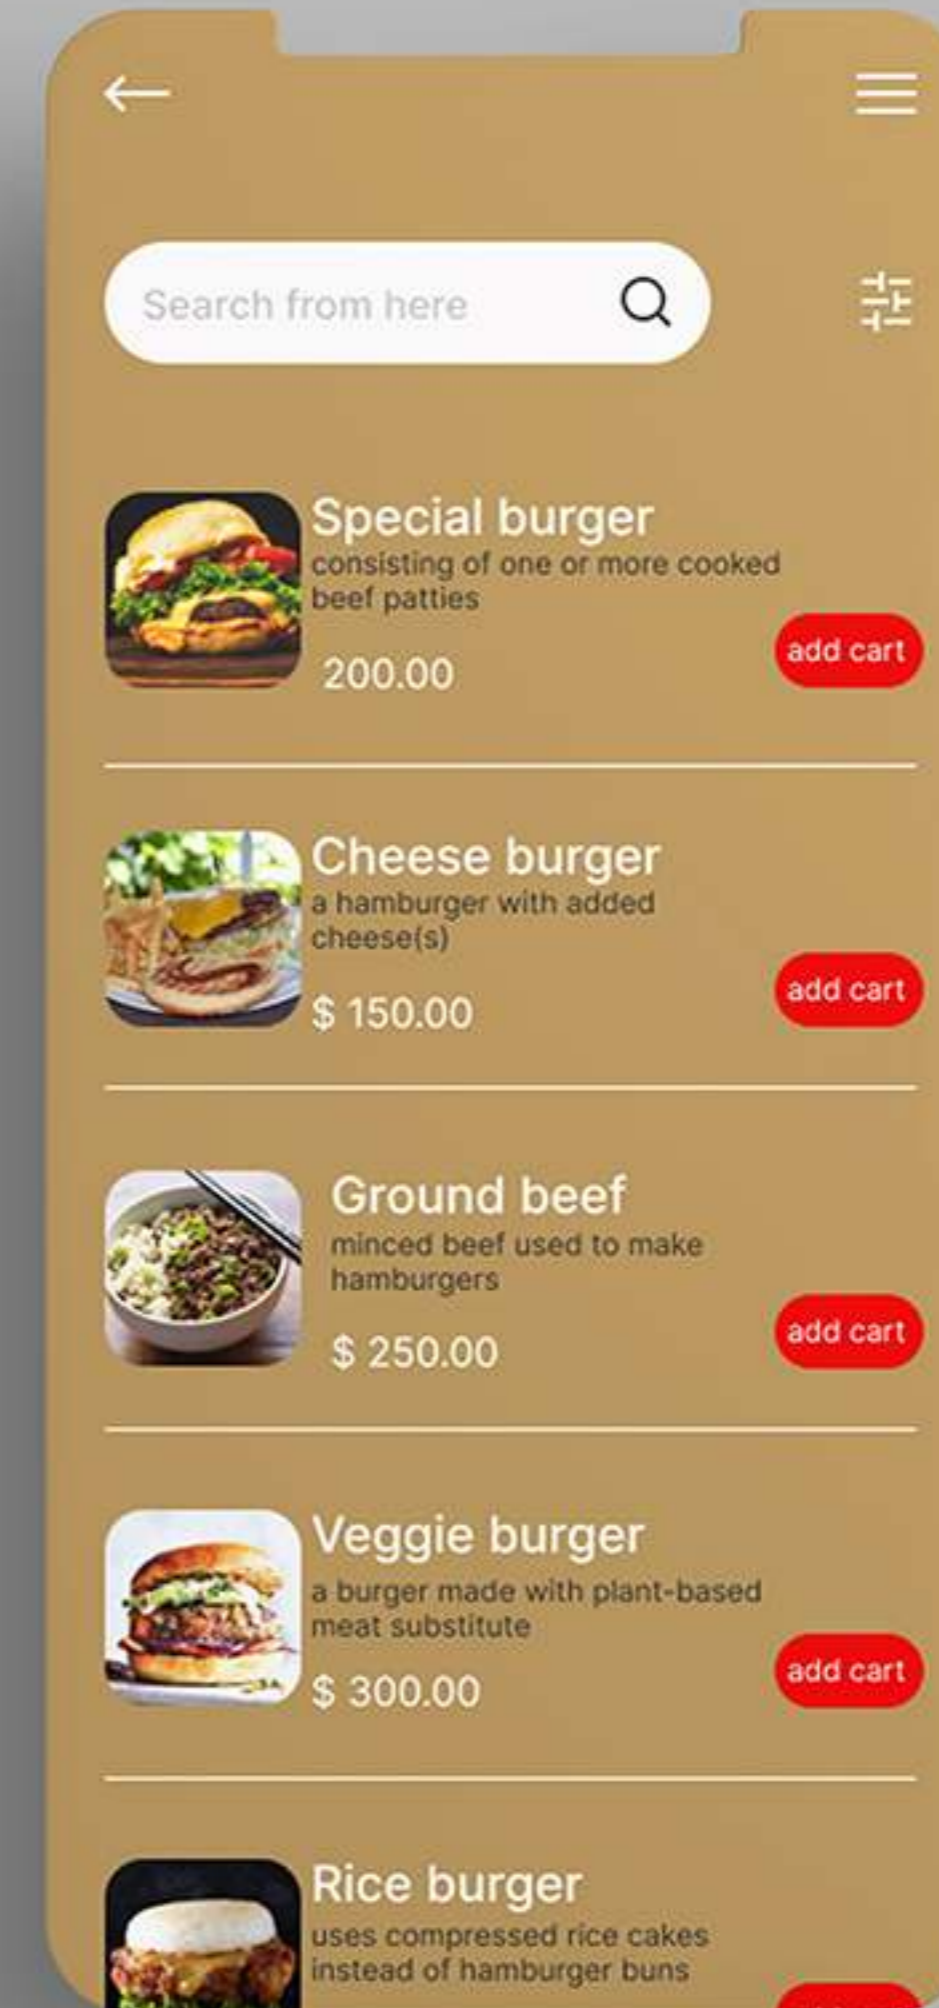 Search from here
Special burger
consisting of one or more cooked
beef patties
200.00
add cart
Cheese burger
a hamburger with added
cheese(s)
$ 150.00
add cart
Ground beef
minced beef used to make
hamburgers
$ 250.00
add cart
Veggie burger
a burger made with plant-based
meat substitute
$ 300.00
add cart
Rice burger
uses compressed rice cakes
instead of hamburger buns